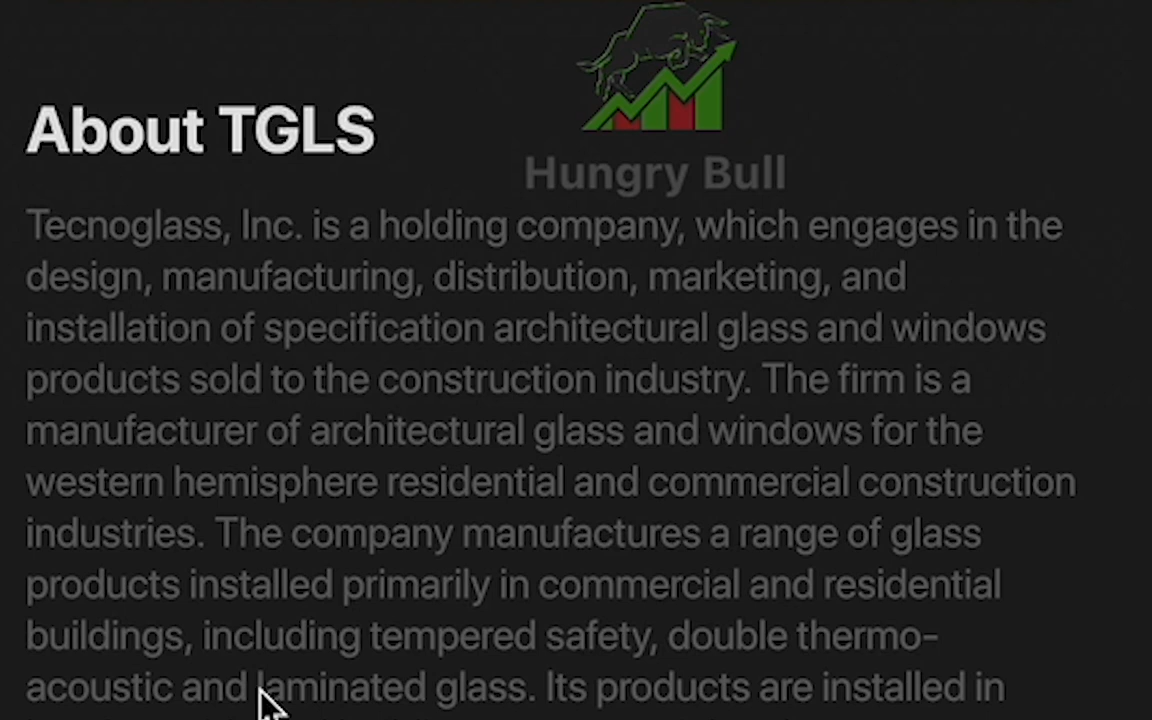 About TGLS
Hungry Bull
Tecnoglass, Inc. is a holding company, which engages in the
design, manufacturing, distribution, marketing, and
installation of specification architectural glass and windows
products sold to the construction industry. The firm is a
manufacturer of architectural glass and windows for the
western hemisphere residential and commercial construction
industries. The company manufactures a range of glass
products installed primarily in commercial and residential
buildings, including tempered safety, double thermo-
acoustic and laminated glass. Its products are installed in